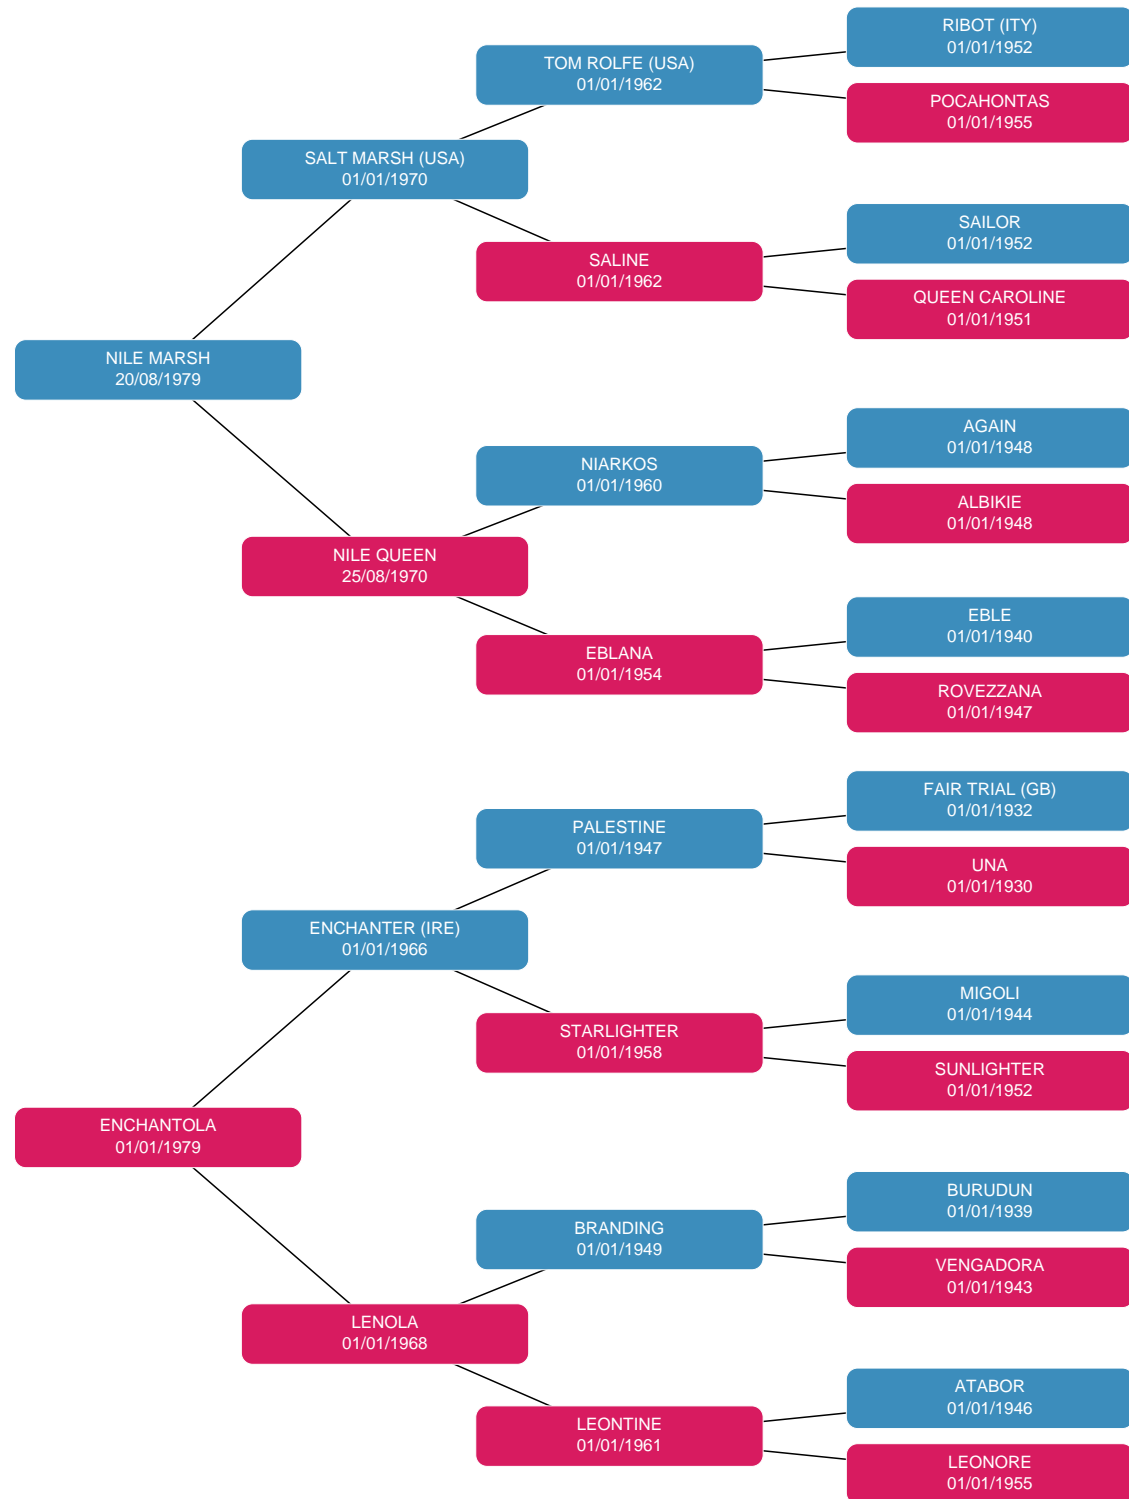 RIBOT (ITY)
01/01/1952
TOM ROLFE (USA)
01/01/1962
POCAHONTAS
01/01/1955
SALT MARSH (USA)
01/01/1970
SAILOR
01/01/1952
SALINE
01/01/1962
QUEEN CAROLINE
01/01/1951
NILE MARSH
20/08/1979
AGAIN
01/01/1948
NIARKOS
01/01/1960
ALBIKIE
01/01/1948
NILE QUEEN
25/08/1970
EBLE
01/01/1940
EBLANA
01/01/1954
ROVEZZANA
01/01/1947
FAIR TRIAL (GB)
01/01/1932
PALESTINE
01/01/1947
UNA
01/01/1930
ENCHANTER (IRE)
01/01/1966
MIGOLI
01/01/1944
STARLIGHTER
01/01/1958
SUNLIGHTER
01/01/1952
ENCHANTOLA
01/01/1979
BURUDUN
01/01/1939
BRANDING
01/01/1949
VENGADORA
01/01/1943
LENOLA
01/01/1968
ATABOR
01/01/1946
LEONTINE
01/01/1961
LEONORE
01/01/1955